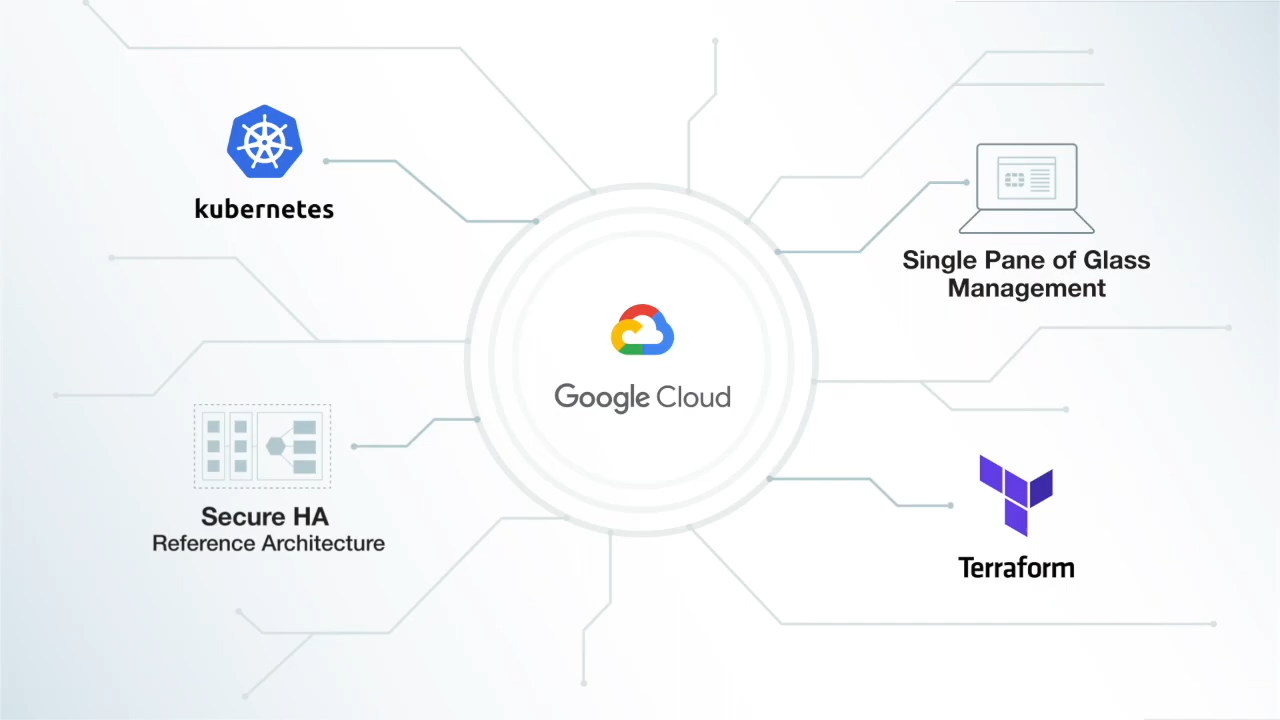 kubernetes
Single Pane of Glass
Management
Google Cloud
Secure HA
Reference Architecture
Terraform